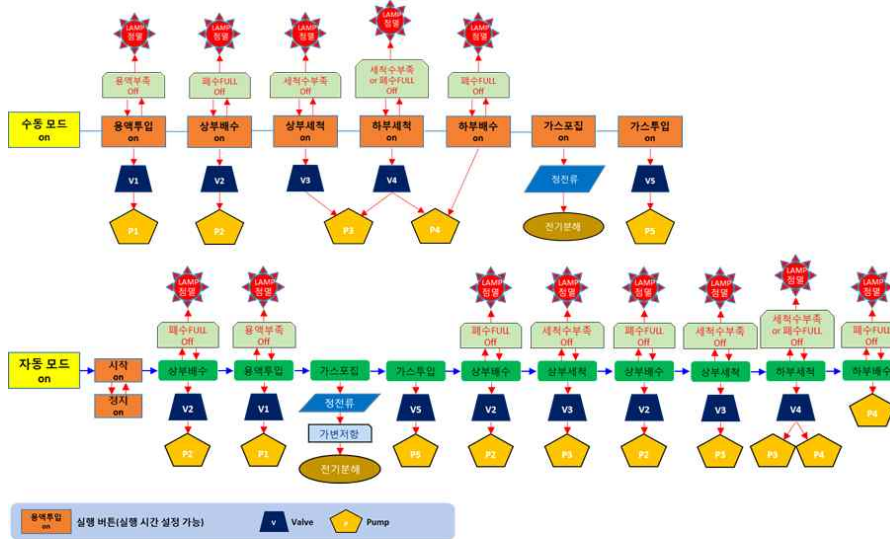 LAMP
점멸
LAMP
점멸
LAMP
점멸
LAMP
점멸
LAMP
점멸
용액부족
Off
폐수FULL
Off
세척수부족
Off
세척수부족
or 폐수FULL
Off
폐수FULL
Off
수동 모드
on
용액투입
on
상부배수
on
상부세척
on
하부세척
on
하부배수
on
가스포집
on
가스투입
on
V1
V2
V3
V4
정전류
V5
P1
P2
P3
P4
전기분해
P5
LAMP
점멸
LAMP
점멸
LAMP
점멸
LAMP
점멸
LAMP
점멸
LAMP
점멸
LAMP
점멸
LAMP
점멸
폐수FULL
Off
용액부족
Off
폐수FULL
Off
세척수부족
Off
폐수FULL
Off
세척수부족
Off
세척수부족
or 폐수FULL
Off
폐수FULL
Off
자동 모드
on
시작
on
정지
on
상부배수
용액투입
가스포집
가스투입
상부배수
상부세척
상부배수
상부세척
하부세척
하부배수
V2
V1
정전류
V5
V2
V3
V2
V3
V4
P4
가변저항
P2
P1
전기분해
P5
P2
P3
P2
P3
P3
P4
용액투입
on
실행 버튼(실행 시간 설정 가능)
V
Valve
P
Pump